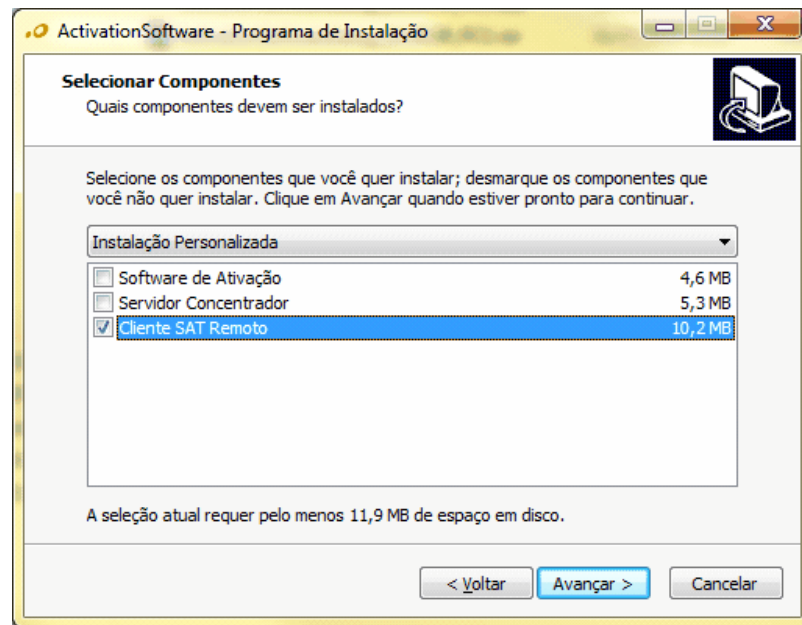 ActivationSoftware - Programa de Instalação
Selecionar Componentes
Quais componentes devem ser instalados?
Selecione os componentes que você quer instalar; desmarque os componentes que
você não quer instalar. Clique em Avançar quando estiver pronto para continuar.
Instalação Personalizada
Software de Ativação 4,6 MB
Servidor Concentrador 5,3 MB
Cliente SAT Remoto 10,2 MB
A seleção atual requer pelo menos 11,9 MB de espaço em disco.
< Voltar Avançar > Cancelar